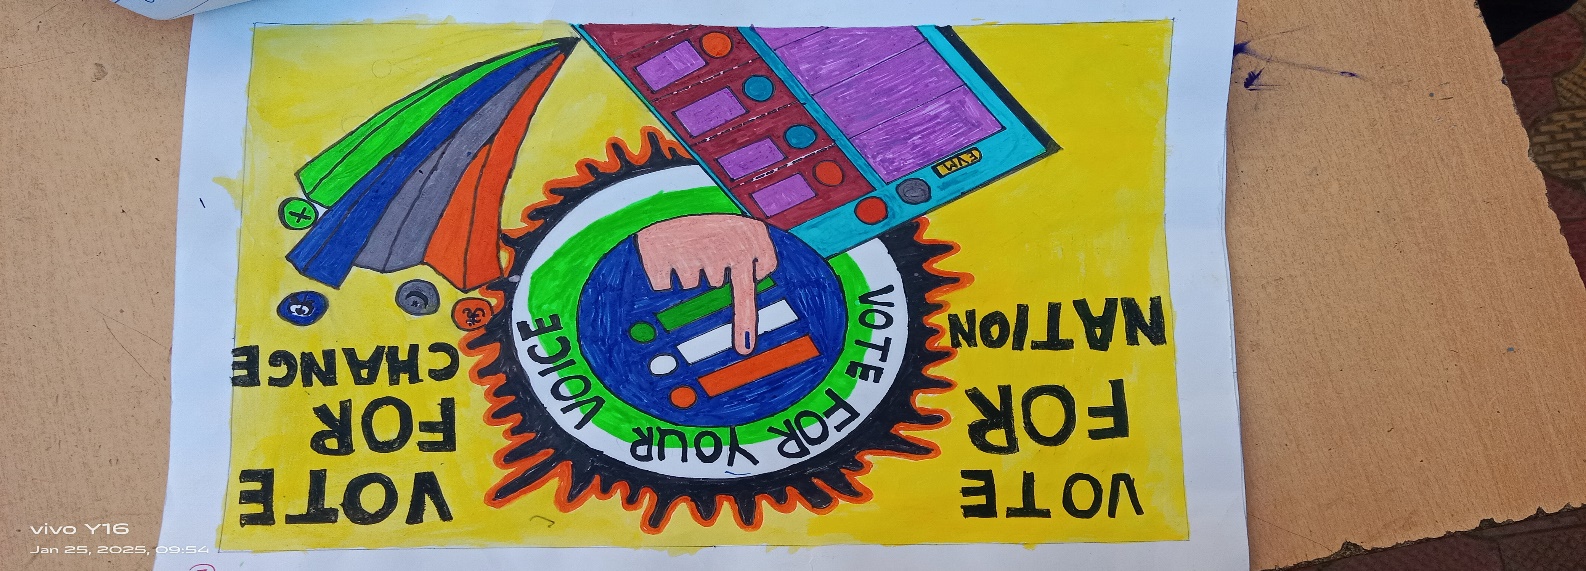 VOTE
FOR
NATION
VOTE
FOR
CHANGE
VOTE FOR YOUR VOICE
EVM
vivo Y16
Jan 25, 2025, 09:54